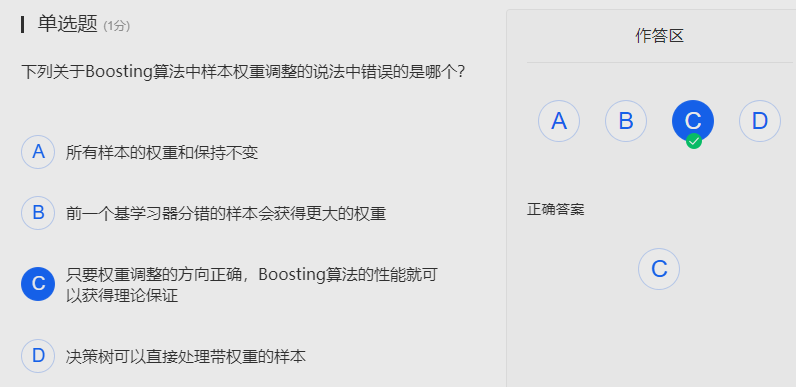 单选题 (1分)
下列关于Boosting算法中样本权重调整的说法中错误的是哪个？
A 所有样本的权重和保持不变
B 前一个基学习器分错的样本会获得更大的权重
C 只要权重调整的方向正确，Boosting算法的性能就可
以获得理论保证
D 决策树可以直接处理带权重的样本
作答区
A B C D
正确答案
C